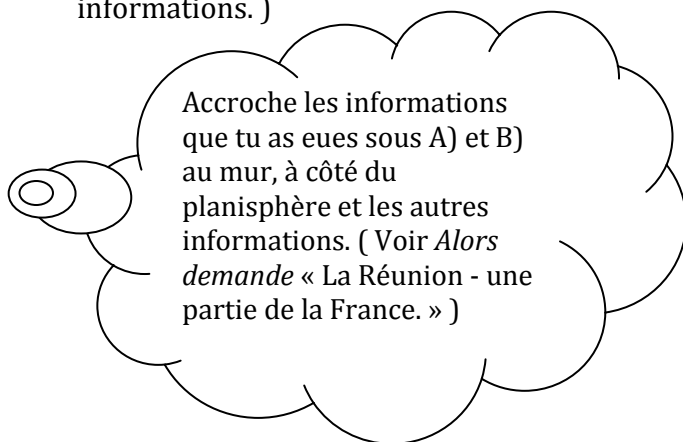 informations. )
Accroche les informations
que tu as eues sous A) et B)
au mur, à côté du
planisphère et les autres
informations. ( Voir Alors
demande « La Réunion - une
partie de la France. » )